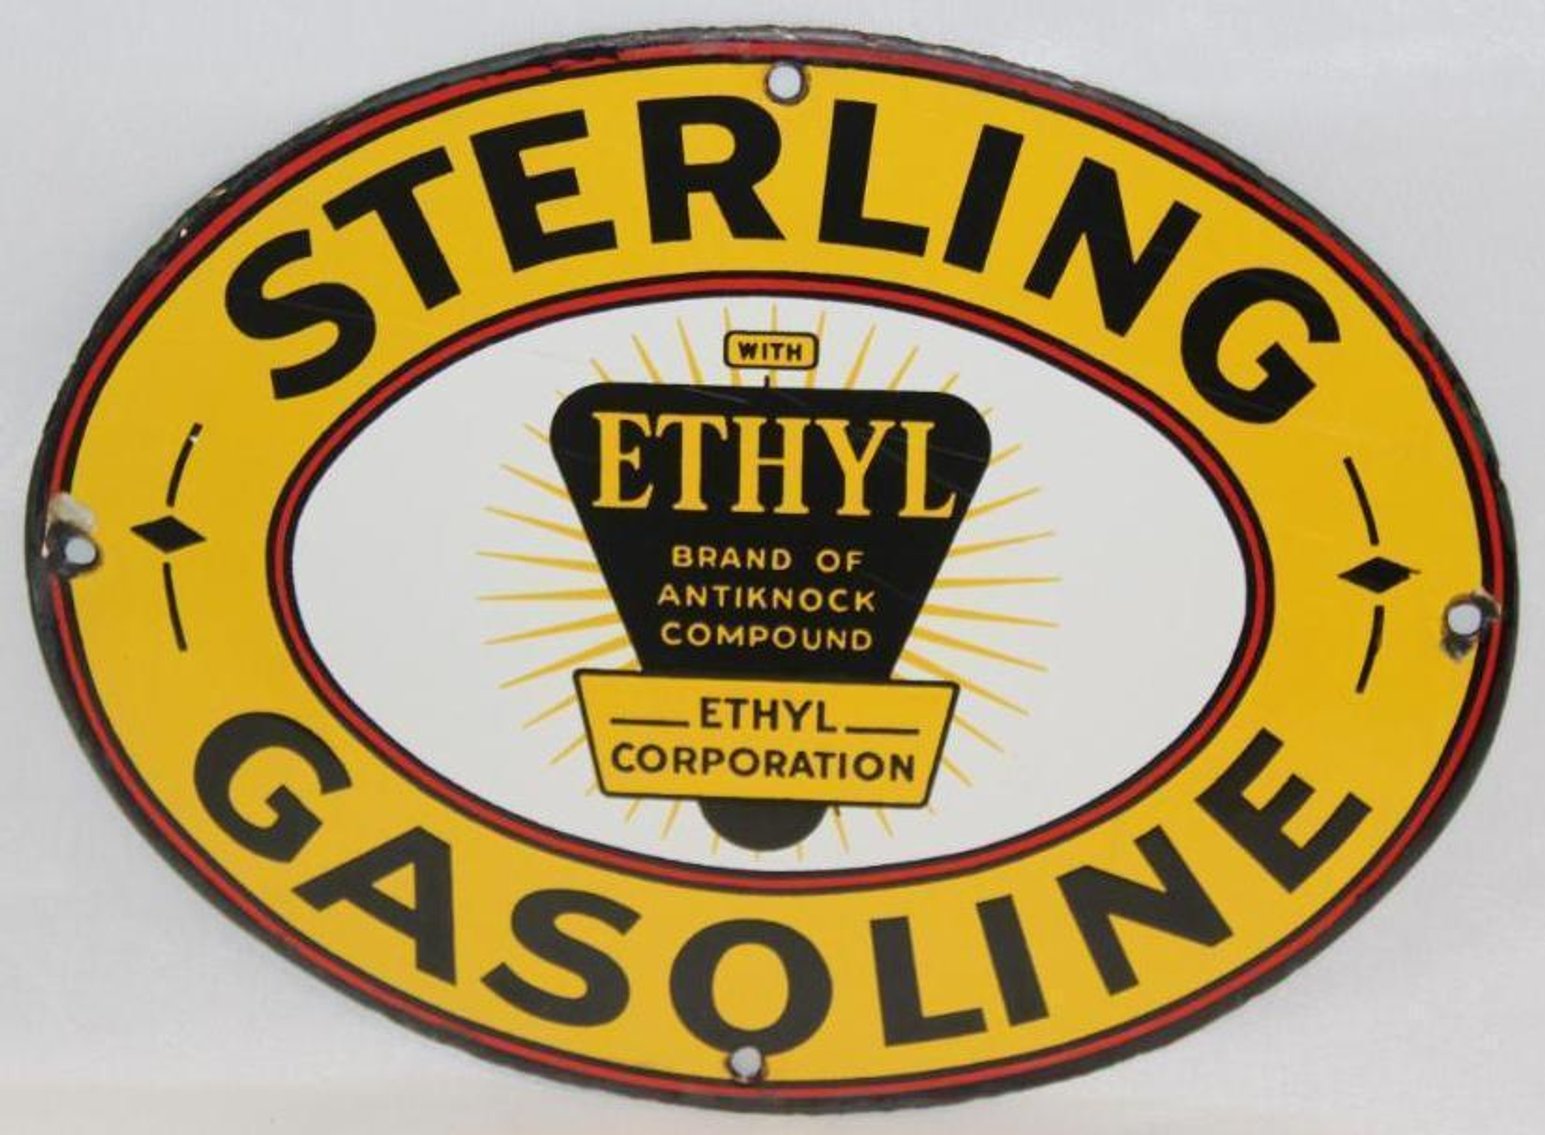 STERLING
WITH
ETHYL
BRAND OF
ANTIKNOCK
COMPOUND
ETHYL
CORPORATION
GASOLINE